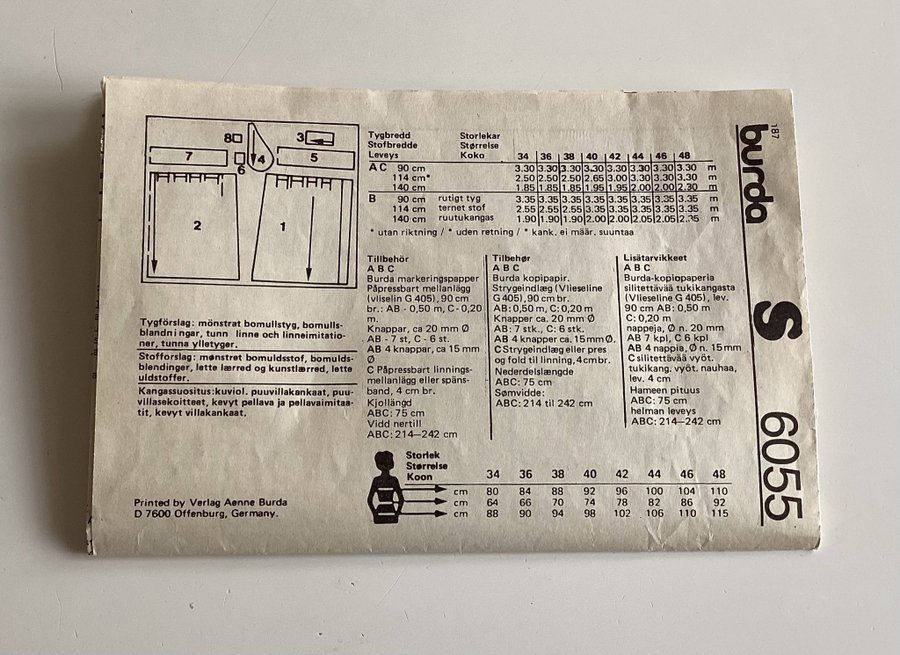 8
3
7
6
4
5
2
1
Tygbredd Storlekar
Stofbredde Størrelse
Leveys Koko 34 36 38 40 42 44 46 48
A C 90 cm 3.30 3.30 3.30 3.30 3.30 3.30 3.30 3.30 m
114 cm* 2.50 2.50 2.50 2.65 3.00 3.30 3.30 3.30 m
140 cm 1.85 1.85 1.85 1.95 1.95 2.00 2.00 2.30 m
B 90 cm rutigt tyg 3.35 3.35 3.35 3.35 3.35 3.35 3.35 3.35 m
114 cm ternet stof 2.55 2.55 2.55 3.35 3.35 3.35 3.35 3.35 m
140 cm ruutukangas 1.90 1.90 1.90 2.00 2.00 2.05 2.05 2.35 m
* utan riktning / * uden retning / * kank. ei määr. suuntaa
Tillbehör
A B C
Burda markeringspapper
Påpressbart mellanlägg
(vliselin G 405), 90 cm
br.: AB - 0,50 m, C - 0,20
m.
Knappar, ca 20 mm Ø
AB - 7 st, C - 6 st.
AB 4 knappar, ca 15 mm
Ø
C Påpressbart linnings-
mellanlägg eller späns-
band, 4 cm br.
Kjollängd
ABC: 75 cm
Vidd nertill
ABC: 214—242 cm
Tilbehør
A B C
Burda kopipapir.
Strygeindlæg (Vlieseline
G 405), 90 cm br.
AB: 0,50 m, C: 0,20 m
Knapper ca. 20 mm Ø
AB: 7 stk., C: 6 stk.
AB 4 knapper ca. 15 mm Ø.
C Strygeindlæg eller pres
og fold til linning, 4cmbr.
Nederdelslængde
ABC: 75 cm
Sømvidde:
ABC: 214 til 242 cm
Lisätarvikkeet
A B C
Burda-kopiopaperia
silitettävää tukikangasta
(Vlieseline G 405), lev.
90 cm AB: 0,50 m
C: 0,20 m
nappeja, Ø n. 20 mm
AB 7 kpl, C 6 kpl
AB 4 nappia, Ø n. 15 mm
C silitettävää vyöt.
tukikang. vyöt. nauhaa,
lev. 4 cm
Hameen pituus
ABC: 75 cm
helman leveys
ABC: 214—242 cm
Tygförslag: mönstrat bomullstyg, bomulls-
blandningar, tunn linne och linneimitatio-
ner, tunna ylletyger.
Stofforslag: mønstret bomuldsstof, bomulds-
blendinger, lette lærred og kunstlærred, lette
uldstoffer.
Kangassuositus: kuviol. puuvillakankaat, puu-
villasekoitteet, kevyt pellava ja pellavaimitaa-
tit, kevyt villakankaat.
Storlek
Størrelse
Koon 34 36 38 40 42 44 46 48
cm 80 84 88 92 96 100 104 110
cm 64 66 70 74 78 82 86 92
cm 88 90 94 98 102 106 110 115
Printed by Verlag Aenne Burda
D 7600 Offenburg, Germany.
187
burda
S
6055